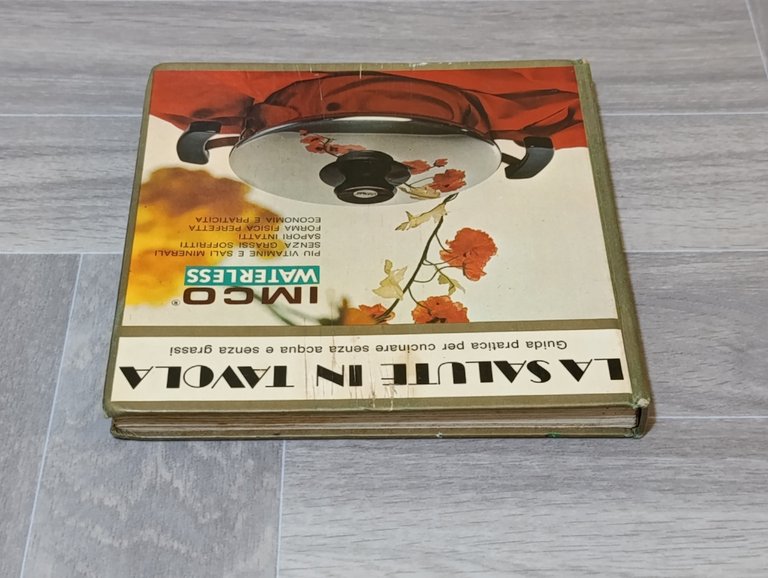 LA SALUTE IN TAVOLA
Guida pratica per cucinare senza acqua e senza grassi
IMCO®
WATERLESS
PIU VITAMINE E SALI MINERALI
SENZA GRASSI SOFFRITTI
SAPORI INTATTI
FORMA FISICA PERFETTA
ECONOMIA E PRATICITA